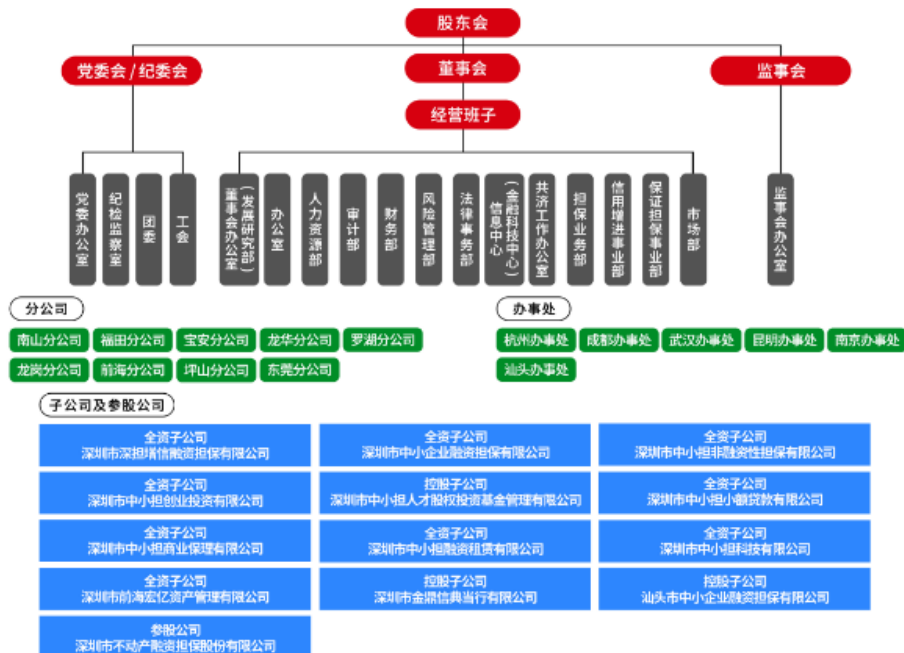 股东会
党委会 / 纪委会
董事会
监事会
经营班子
党委办公室
纪检监察室
团委
工会
董事会办公室
(发展研究部)
办公室
人力资源部
审计部
财务部
风险管理部
法律事务部
信息中心
(金融科技中心)
共济工作办公室
担保业务部
信用增进事业部
保证担保事业部
市场部
监事会办公室
分公司
办事处
南山分公司
福田分公司
宝安分公司
龙华分公司
罗湖分公司
杭州办事处
成都办事处
武汉办事处
昆明办事处
南京办事处
龙岗分公司
前海分公司
坪山分公司
东莞分公司
汕头办事处
子公司及参股公司
全资子公司
深圳市深担增信融资担保有限公司
全资子公司
深圳市中小企业融资担保有限公司
全资子公司
深圳市中小担非融资性担保有限公司
全资子公司
深圳市中小担创业投资有限公司
控股子公司
深圳市中小担人才股权投资基金管理有限公司
全资子公司
深圳市中小担小额贷款有限公司
全资子公司
深圳市中小担商业保理有限公司
全资子公司
深圳市中小担融资租赁有限公司
全资子公司
深圳市中小担科技有限公司
全资子公司
深圳市前海宏亿资产管理有限公司
控股子公司
深圳市金鼎信典当行有限公司
控股子公司
汕头市中小企业融资担保有限公司
参股公司
深圳市不动产融资担保股份有限公司